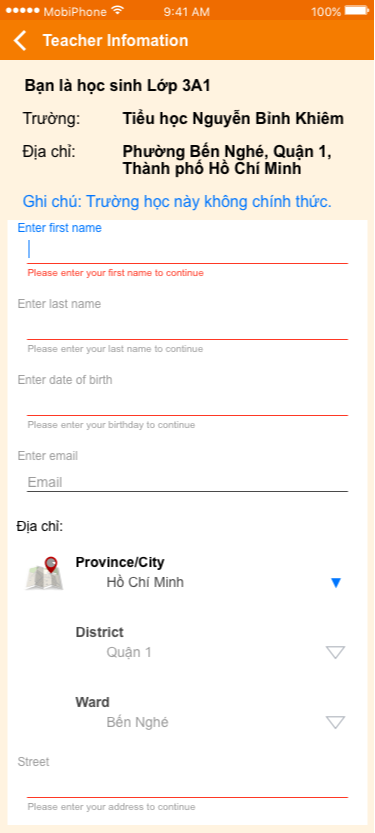 MobiPhone 9:41 AM 100%
Teacher Infomation
Bạn là học sinh Lớp 3A1
Trường: Tiểu học Nguyễn Bỉnh Khiêm
Địa chỉ: Phường Bến Nghé, Quận 1,
Thành phố Hồ Chí Minh
Ghi chú: Trường học này không chính thức.
Enter first name
Please enter your first name to continue
Enter last name
Please enter your last name to continue
Enter date of birth
Please enter your birthday to continue
Enter email
Email
Địa chỉ:
Province/City
Hồ Chí Minh
District
Quận 1
Ward
Bến Nghé
Street
Please enter your address to continue